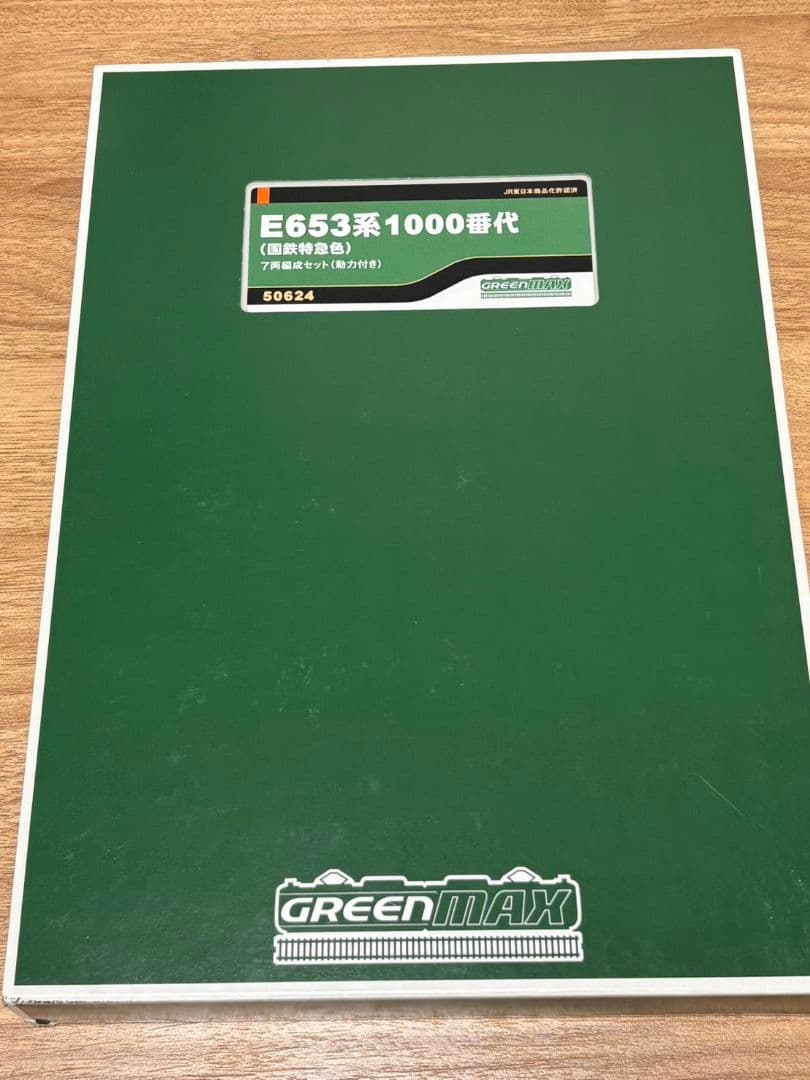 JR東日本商品化許諾済
E653系1000番代
(国鉄特急色)
7両編成セット(動力付き)
50624
GREENMAX
GREENMAX